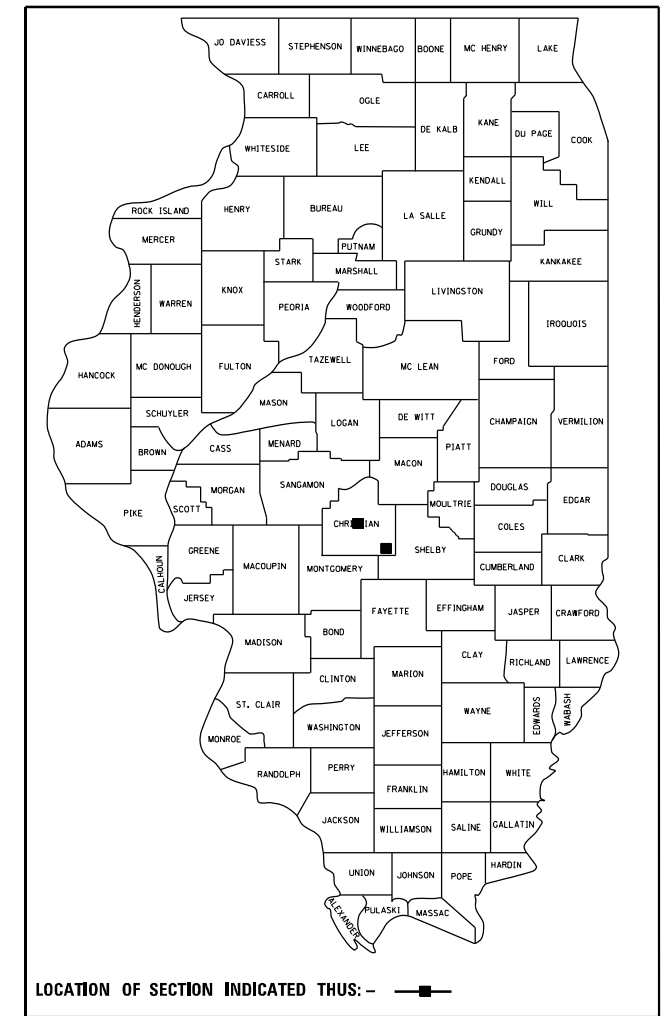 JO DAVIESS STEPHENSON WINNEBAGO BOONE MC HENRY LAKE
CARROLL OGLE DE KALB KANE DU PAGE COOK
WHITESIDE LEE
KENDALL WILL
ROCK ISLAND HENRY BUREAU LA SALLE GRUNDY
MERCER PUTNAM KANKAKEE
STARK MARSHALL
HENDERSON WARREN KNOX PEORIA WOODFORD LIVINGSTON IROQUOIS
HANCOCK MC DONOUGH FULTON TAZEWELL MC LEAN FORD
SCHUYLER MASON LOGAN DE WITT CHAMPAIGN VERMILION
ADAMS BROWN CASS MENARD MACON PIATT
PIKE SCOTT MORGAN SANGAMON MOULTRIE DOUGLAS EDGAR
CHRISTIAN COLES
CALHOUN GREENE MACOUPIN MONTGOMERY SHELBY CUMBERLAND CLARK
JERSEY FAYETTE EFFINGHAM JASPER CRAWFORD
MADISON BOND
CLAY RICHLAND LAWRENCE
CLINTON MARION
ST. CLAIR WAYNE EDWARDS WABASH
MONROE WASHINGTON JEFFERSON
RANDOLPH PERRY HAMILTON WHITE
FRANKLIN
JACKSON WILLIAMSON SALINE GALLATIN
UNION JOHNSON POPE HARDIN
ALEXANDER PULASKI MASSAC
LOCATION OF SECTION INDICATED THUS: -